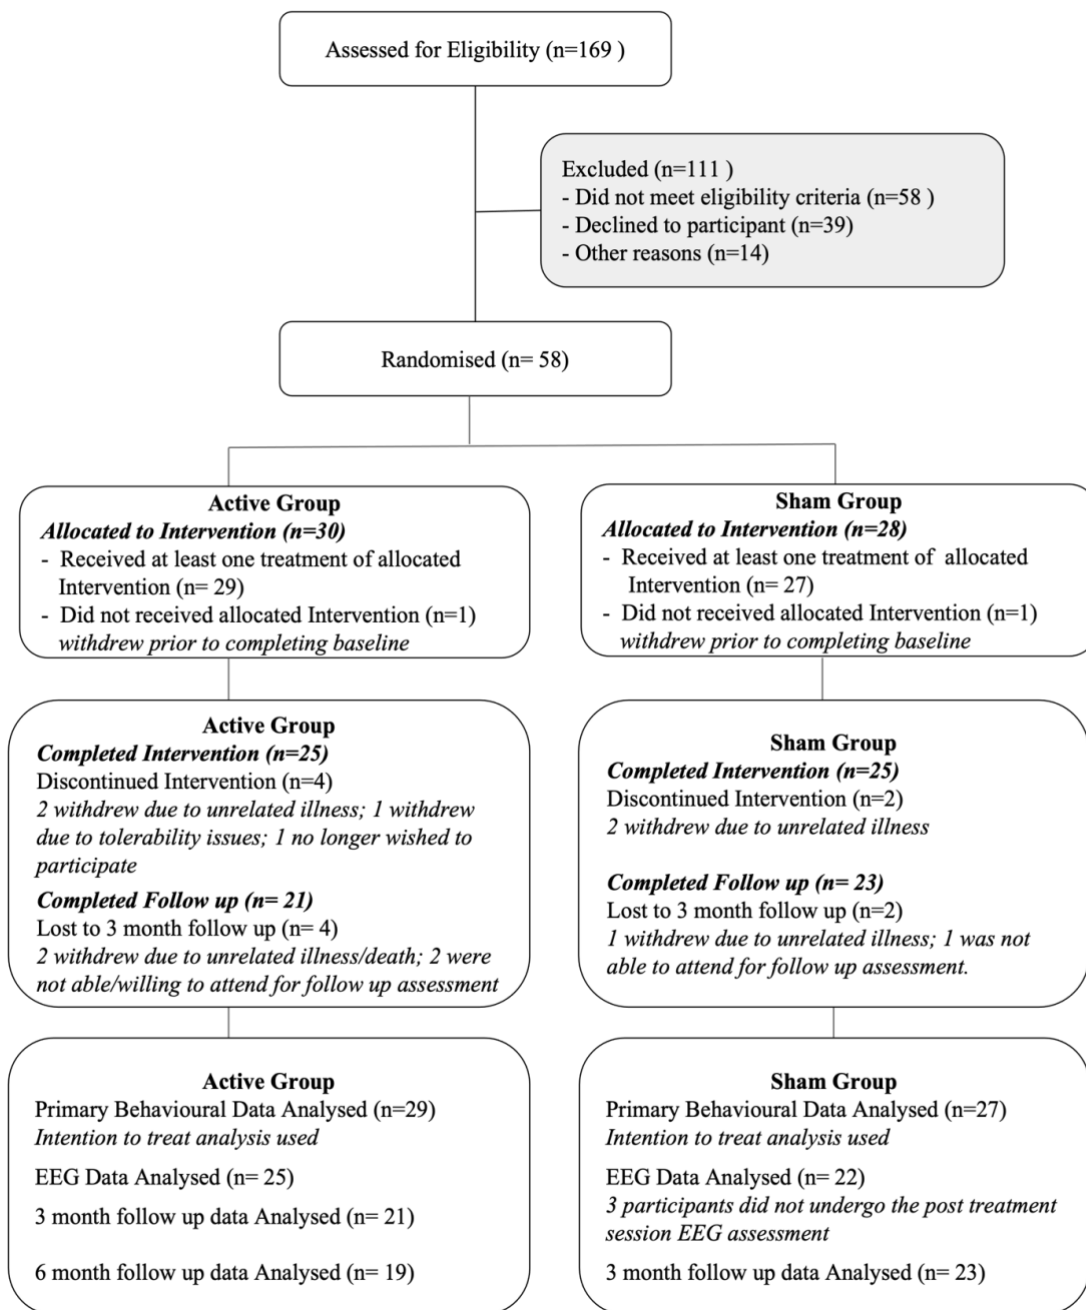 Assessed for Eligibility (n=169 )
Excluded (n=111 )
- Did not meet eligibility criteria (n=58 )
- Declined to participant (n=39)
- Other reasons (n=14)
Randomised (n= 58)
Active Group
Allocated to Intervention (n=30)
- Received at least one treatment of allocated
Intervention (n= 29)
- Did not received allocated Intervention (n=1)
withdrew prior to completing baseline
Sham Group
Allocated to Intervention (n=28)
- Received at least one treatment of allocated
Intervention (n= 27)
- Did not received allocated Intervention (n=1)
withdrew prior to completing baseline
Active Group
Completed Intervention (n=25)
Discontinued Intervention (n=4)
2 withdrew due to unrelated illness; 1 withdrew
due to tolerability issues; 1 no longer wished to
participate
Completed Follow up (n= 21)
Lost to 3 month follow up (n= 4)
2 withdrew due to unrelated illness/death; 2 were
not able/willing to attend for follow up assessment
Sham Group
Completed Intervention (n=25)
Discontinued Intervention (n=2)
2 withdrew due to unrelated illness
Completed Follow up (n= 23)
Lost to 3 month follow up (n=2)
1 withdrew due to unrelated illness; 1 was not
able to attend for follow up assessment.
Active Group
Primary Behavioural Data Analysed (n=29)
Intention to treat analysis used
EEG Data Analysed (n= 25)
3 month follow up data Analysed (n= 21)
6 month follow up data Analysed (n= 19)
Sham Group
Primary Behavioural Data Analysed (n=27)
Intention to treat analysis used
EEG Data Analysed (n= 22)
3 participants did not undergo the post treatment
session EEG assessment
3 month follow up data Analysed (n= 23)